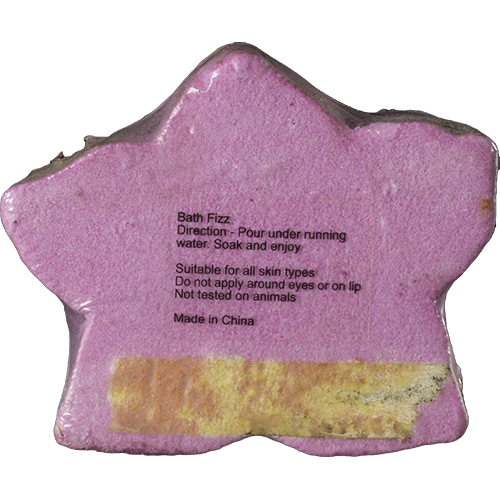 Bath Fizz
Direction - Pour under running
water. Soak and enjoy
Suitable for all skin types
Do not apply around eyes or on lip
Not tested on animals
Made in China